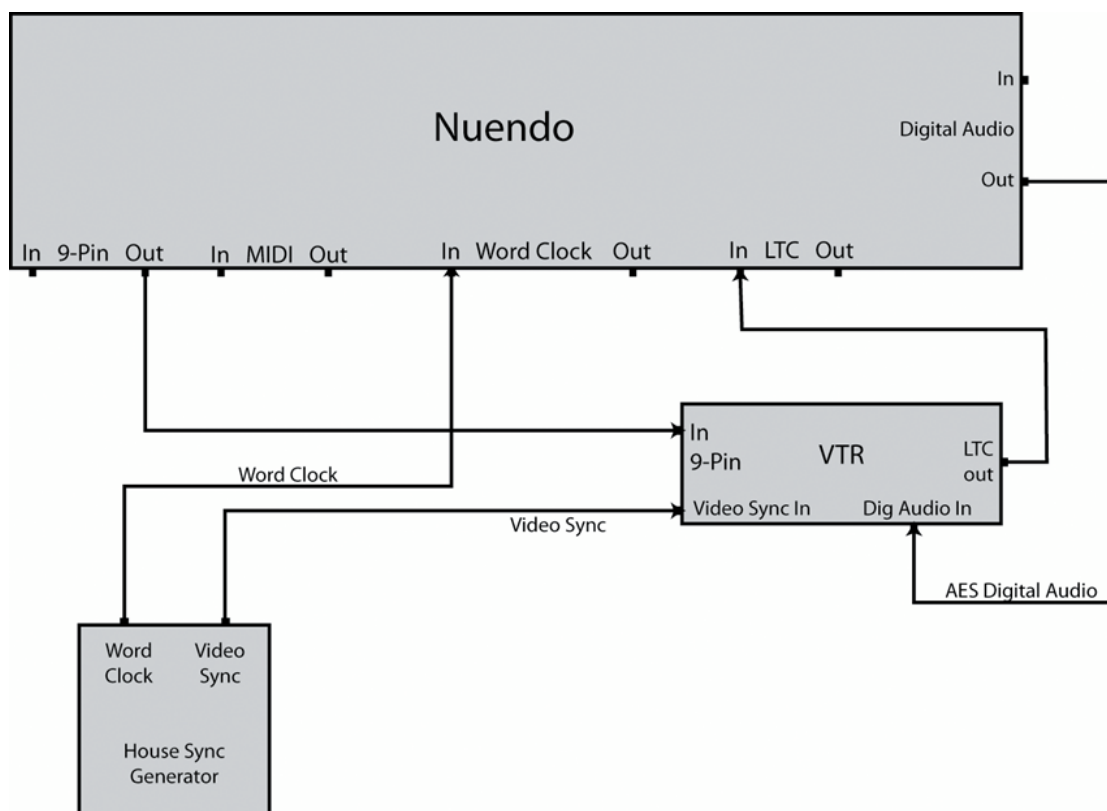 In
Nuendo
Digital Audio
Out
In 9-Pin Out In MIDI Out In Word Clock Out In LTC Out
In
9-Pin
VTR
LTC
out
Word Clock
Video Sync In Dig Audio In
Video Sync
AES Digital Audio
Word
Clock
Video
Sync
House Sync
Generator